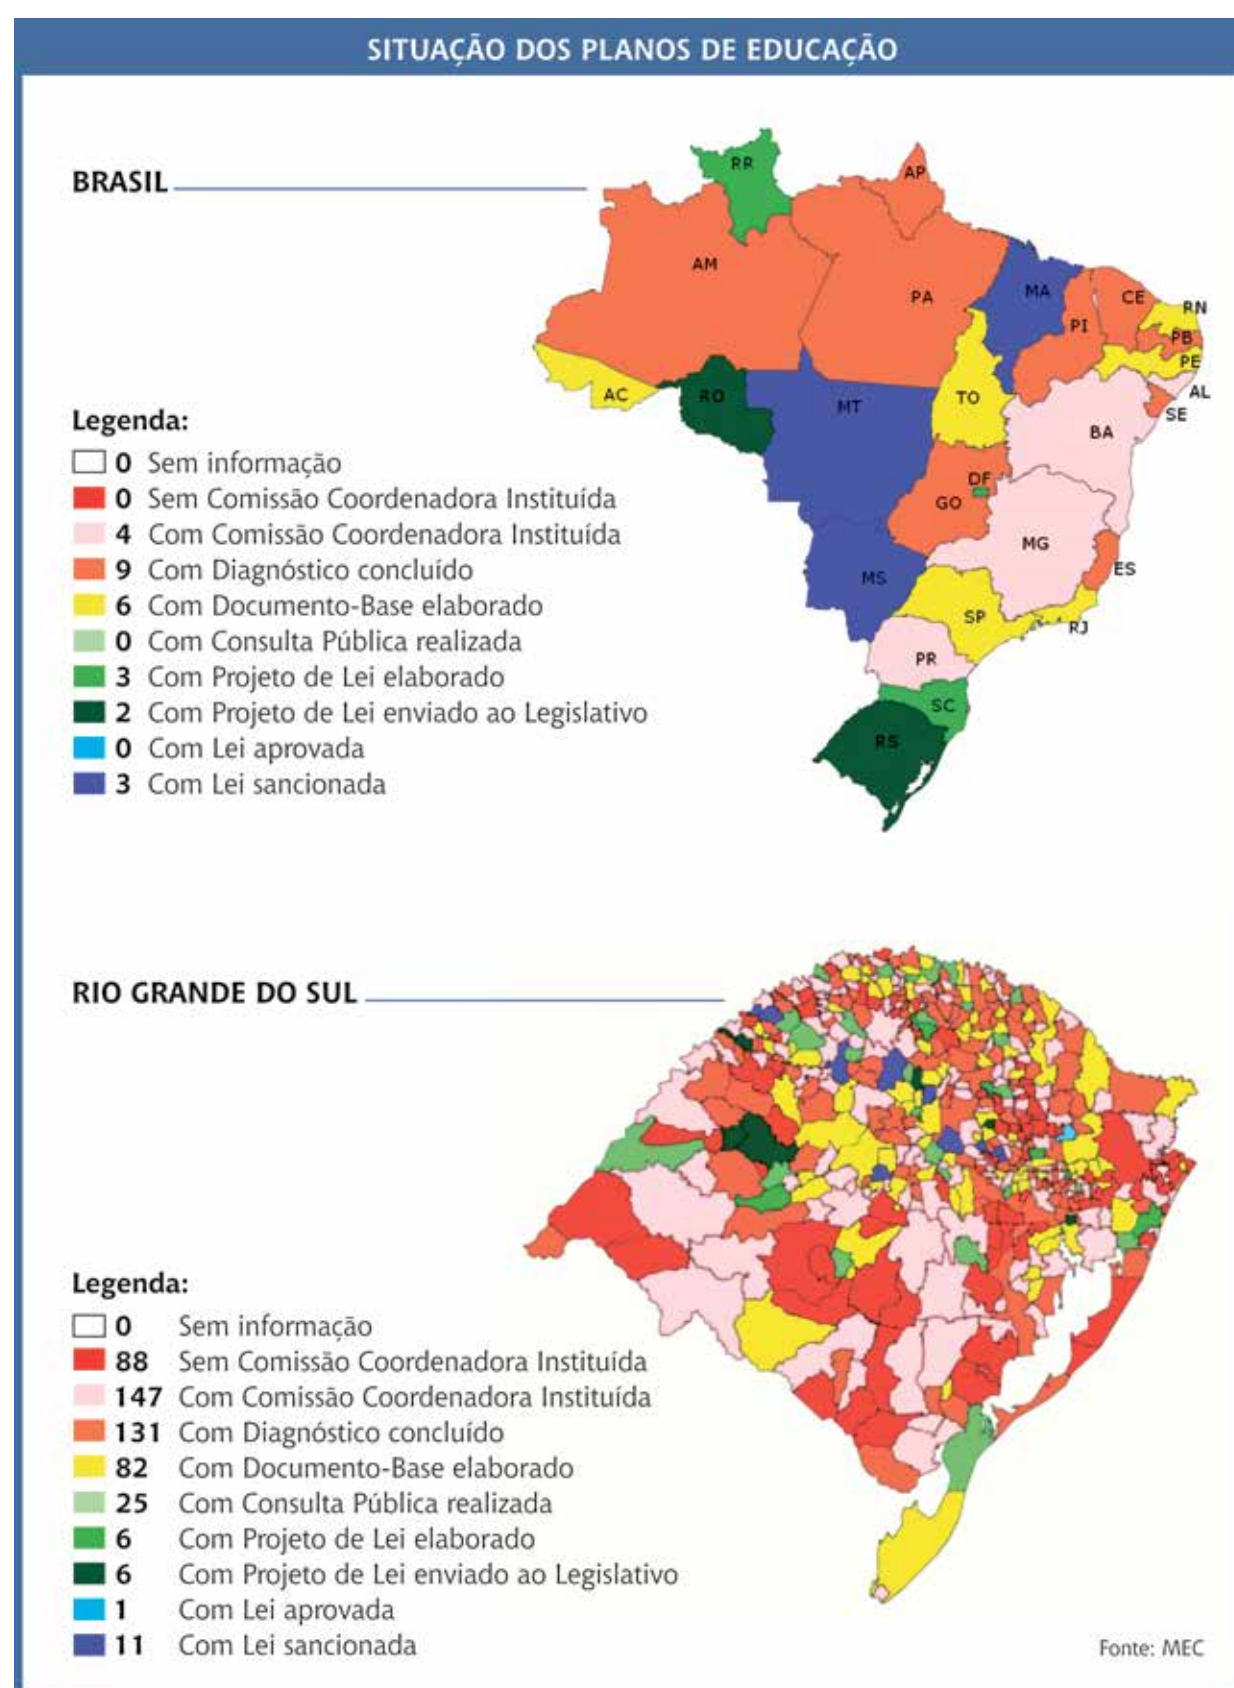 SITUAÇÃO DOS PLANOS DE EDUCAÇÃO
BRASIL
RR
AP
AM
PA
MA
CE
RN
PI
PB
PE
AC
RO
MT
TO
AL
SE
BA
DF
GO
MG
MS
ES
SP
RJ
PR
SC
RS
Legenda:
0 Sem informação
0 Sem Comissão Coordenadora Instituída
4 Com Comissão Coordenadora Instituída
9 Com Diagnóstico concluído
6 Com Documento-Base elaborado
0 Com Consulta Pública realizada
3 Com Projeto de Lei elaborado
2 Com Projeto de Lei enviado ao Legislativo
0 Com Lei aprovada
3 Com Lei sancionada
RIO GRANDE DO SUL
Legenda:
0 Sem informação
88 Sem Comissão Coordenadora Instituída
147 Com Comissão Coordenadora Instituída
131 Com Diagnóstico concluído
82 Com Documento-Base elaborado
25 Com Consulta Pública realizada
6 Com Projeto de Lei elaborado
6 Com Projeto de Lei enviado ao Legislativo
1 Com Lei aprovada
11 Com Lei sancionada
Fonte: MEC